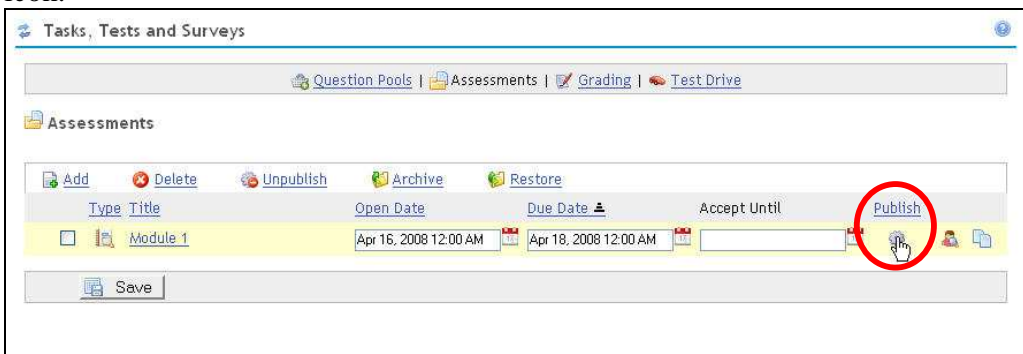 Tasks, Tests and Surveys
Question Pools | Assessments | Grading | Test Drive
Assessments
Add Delete Unpublish Archive Restore
Type Title Open Date Due Date Accept Until Publish
Module 1 Apr 16, 2008 12:00 AM Apr 18, 2008 12:00 AM
Save